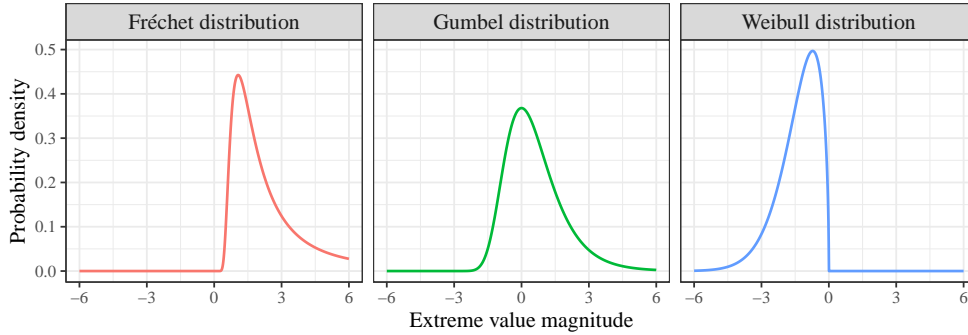 Fréchet distribution
Gumbel distribution
Weibull distribution
Probability density
0.5
0.4
0.3
0.2
0.1
0.0
−6 −3 0 3 6
−6 −3 0 3 6
−6 −3 0 3 6
Extreme value magnitude